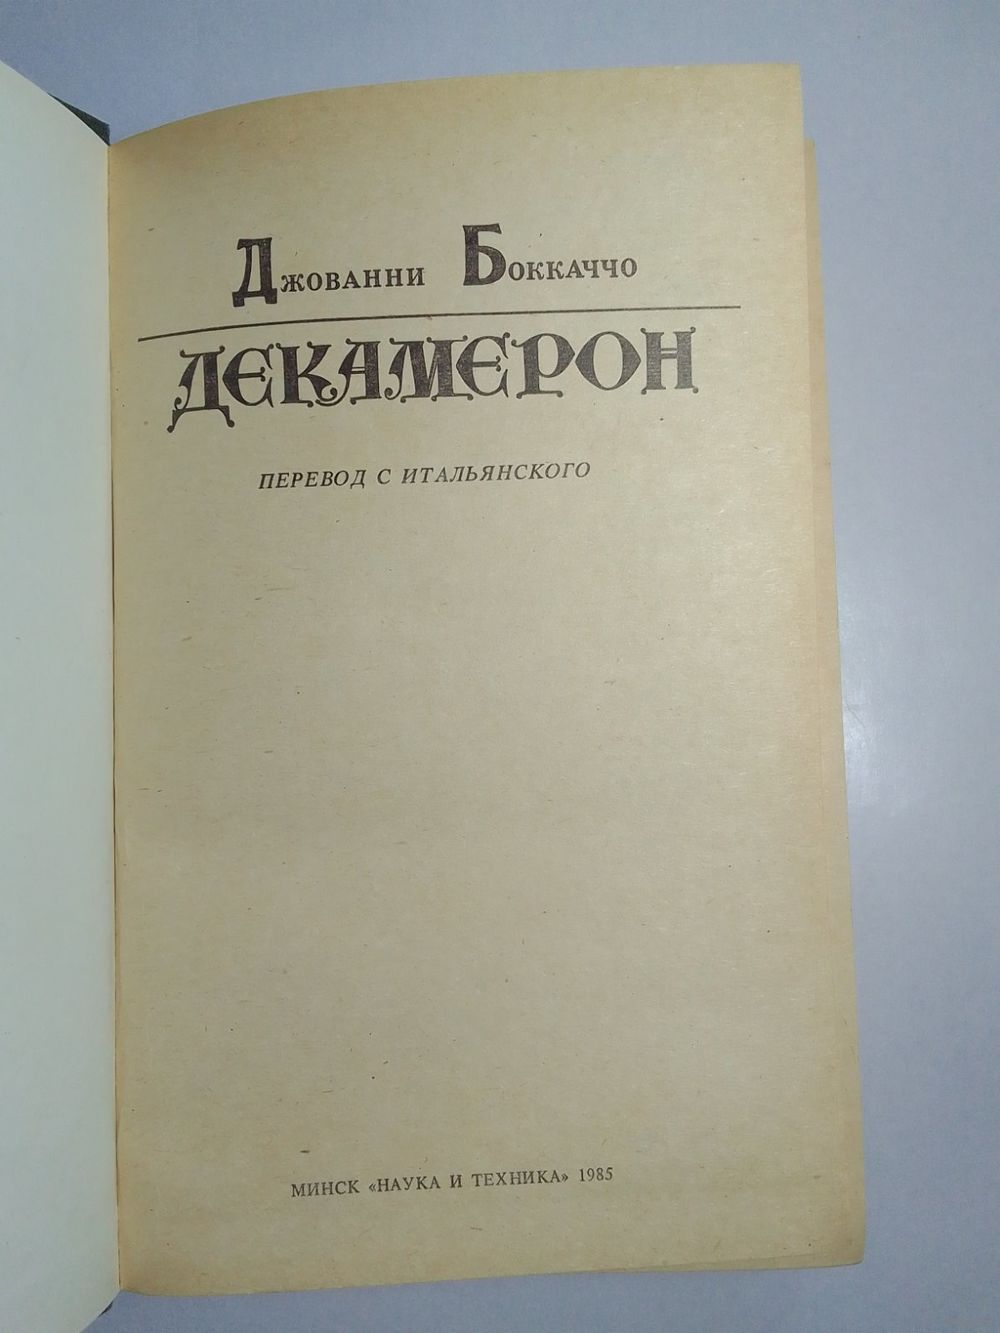 Джованни Боккаччо
ДЕКАМЕРОН
ПЕРЕВОД С ИТАЛЬЯНСКОГО
МИНСК «НАУКА И ТЕХНИКА» 1985